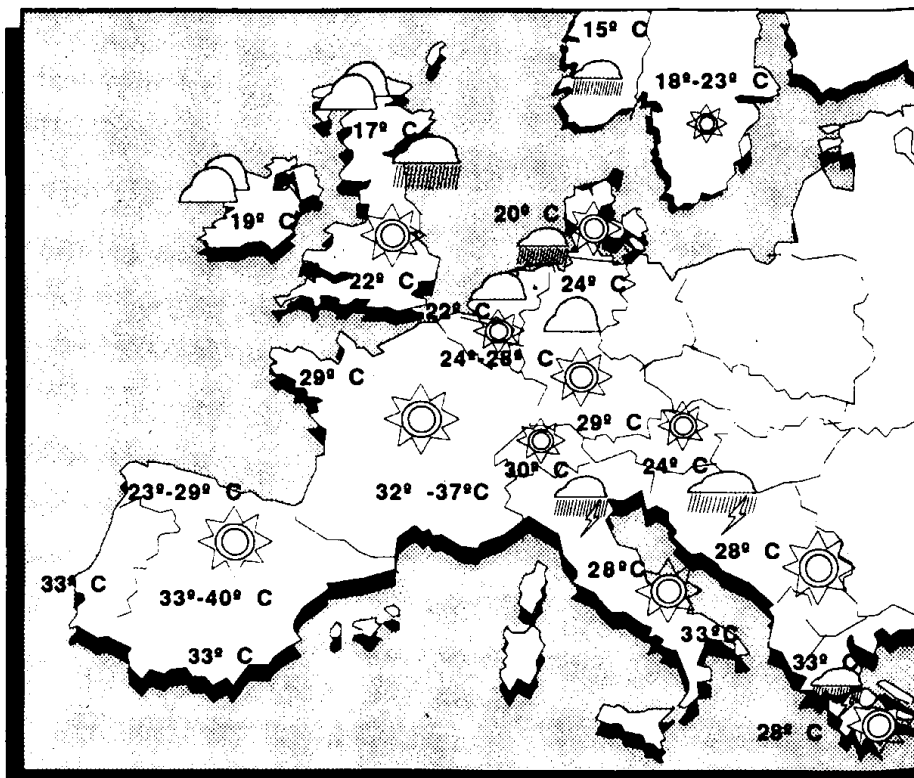 15º C
18º-23º C
17º C
19º C
20º C
22º C
24º C
22º C
24º-28º C
29º C
29º C
30º C
24º C
23º-29º C
32º -37ºC
28º C
28ºC
33º C
33º-40º C
33ºC
33º C
33º C
28º C